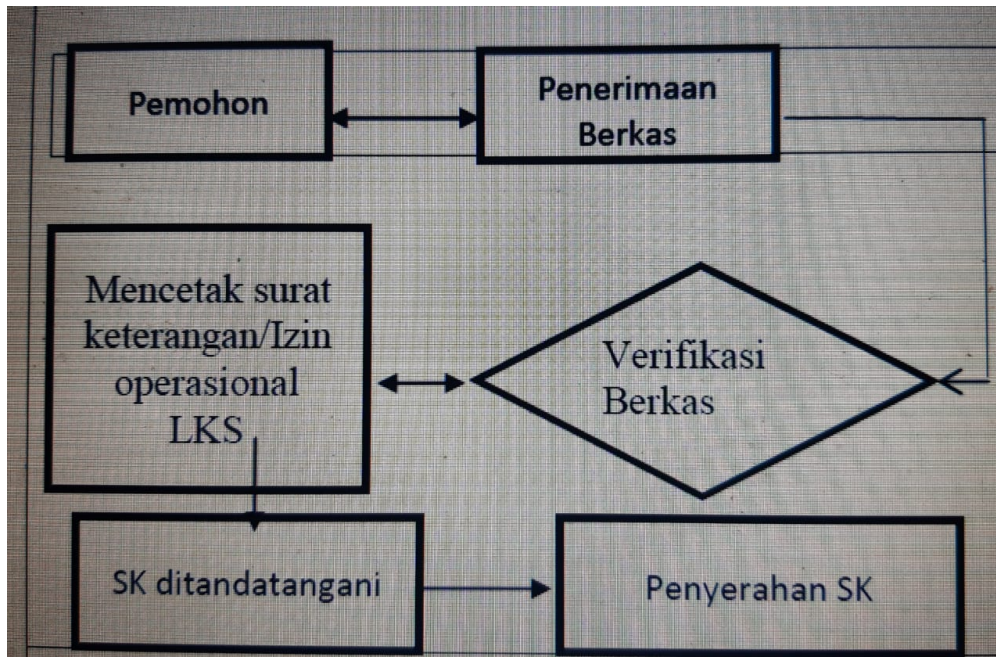 Pemohon
Penerimaan
Berkas
Mencetak surat
keterangan/Izin
operasional
LKS
Verifikasi
Berkas
SK ditandatangani
Penyerahan SK